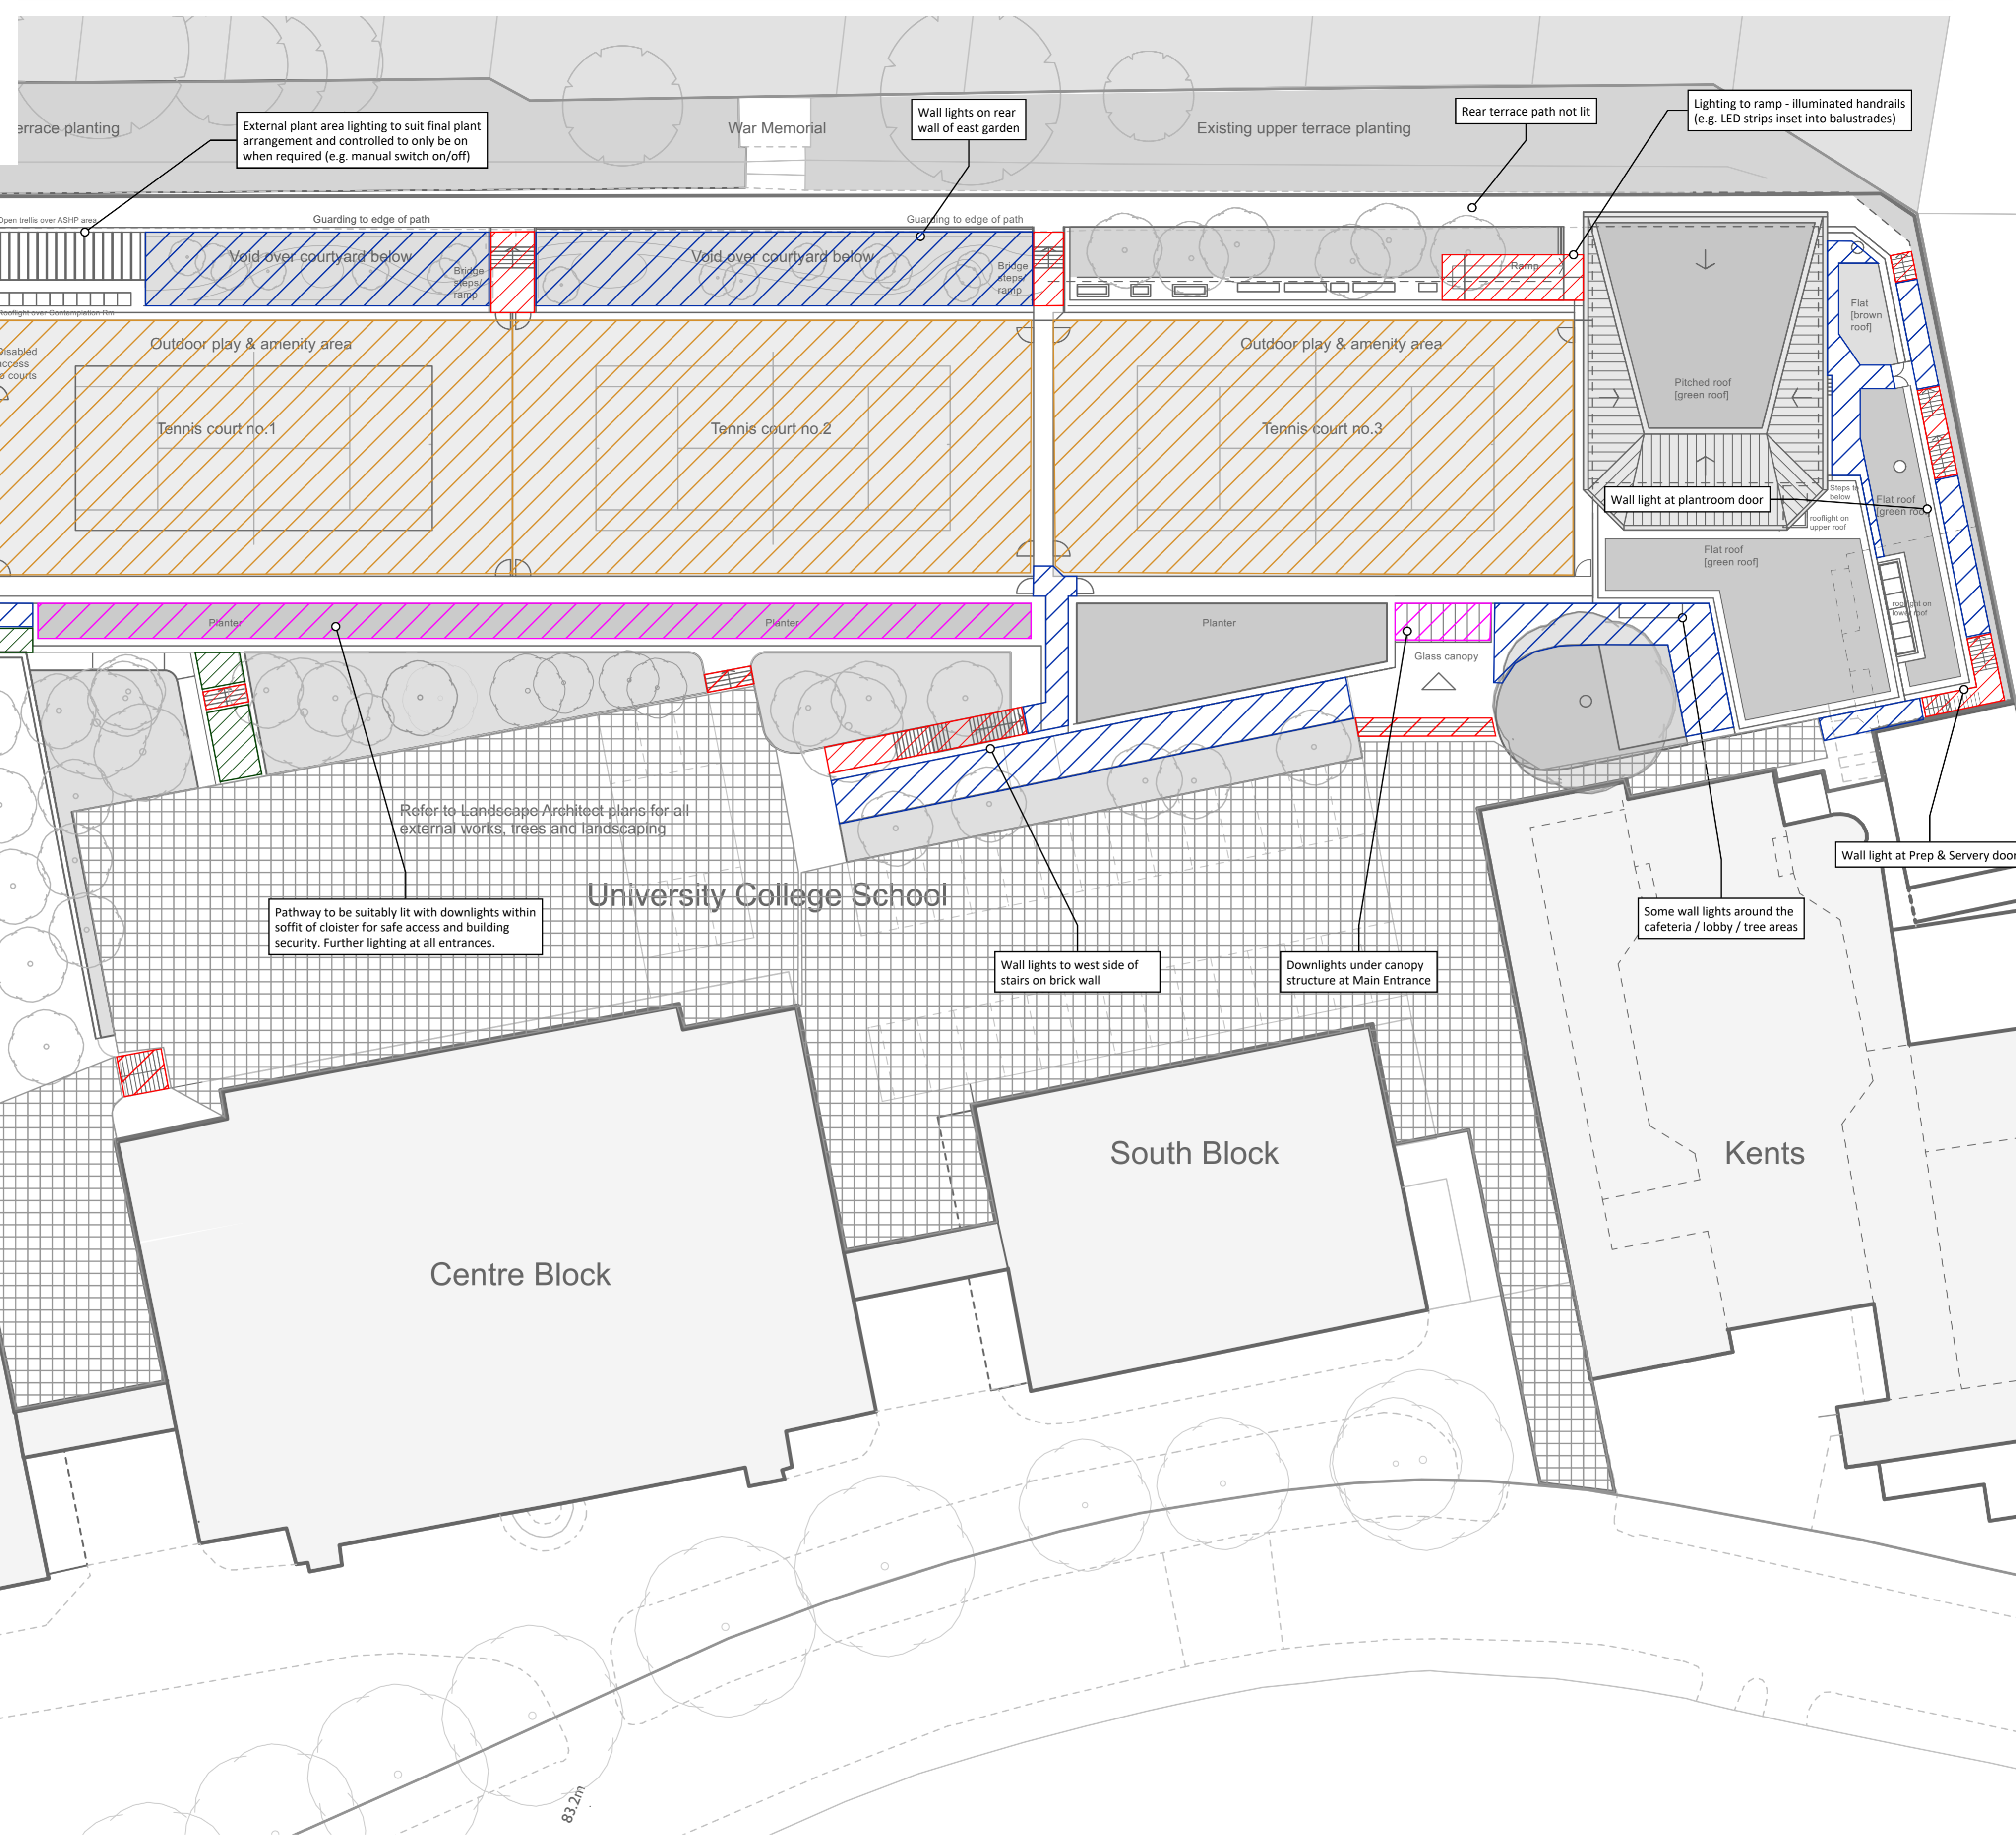 errace planting
External plant area lighting to suit final plant
arrangement and controlled to only be on
when required (e.g. manual switch on/off)
War Memorial
Wall lights on rear
wall of east garden
Existing upper terrace planting
Rear terrace path not lit
Lighting to ramp - illuminated handrails
(e.g. LED strips inset into balustrades)
Open trellis over ASHP area
Guarding to edge of path
Guarding to edge of path
Void over courtyard below
Bridge
steps/
ramp
Void over courtyard below
Bridge
steps/
ramp
Ramp
Rooflight over Contemplation Rm
Disabled
access
to courts
Outdoor play & amenity area
Outdoor play & amenity area
Flat
[brown
roof]
Pitched roof
[green roof]
Tennis court no.1
Tennis court no.2
Tennis court no.3
Wall light at plantroom door
Steps to
below
Flat roof
[green roof]
rooflight on
upper roof
Flat roof
[green roof]
rooflight on
lower roof
Planter
Planter
Planter
Glass canopy
Refer to Landscape Architect plans for all
external works, trees and landscaping
University College School
Wall light at Prep & Servery door
Pathway to be suitably lit with downlights within
soffit of cloister for safe access and building
security. Further lighting at all entrances.
Some wall lights around the
cafeteria / lobby / tree areas
Wall lights to west side of
stairs on brick wall
Downlights under canopy
structure at Main Entrance
South Block
Kents
Centre Block
83.2m